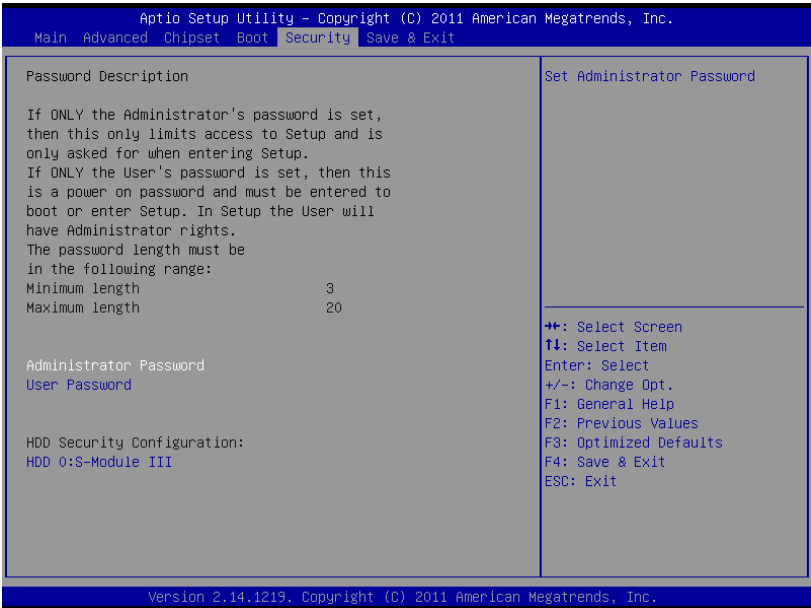 Aptio Setup Utility – Copyright (C) 2011 American Megatrends, Inc.
Main Advanced Chipset Boot Security Save & Exit
Password Description
If ONLY the Administrator's password is set,
then this only limits access to Setup and is
only asked for when entering Setup.
If ONLY the User's password is set, then this
is a power on password and must be entered to
boot or enter Setup. In Setup the User will
have Administrator rights.
The password length must be
in the following range:
Minimum length 3
Maximum length 20
Administrator Password
User Password
HDD Security Configuration:
HDD 0:S-Module III
Set Administrator Password
→←: Select Screen
↑↓: Select Item
Enter: Select
+/-: Change Opt.
F1: General Help
F2: Previous Values
F3: Optimized Defaults
F4: Save & Exit
ESC: Exit
Version 2.14.1219. Copyright (C) 2011 American Megatrends, Inc.